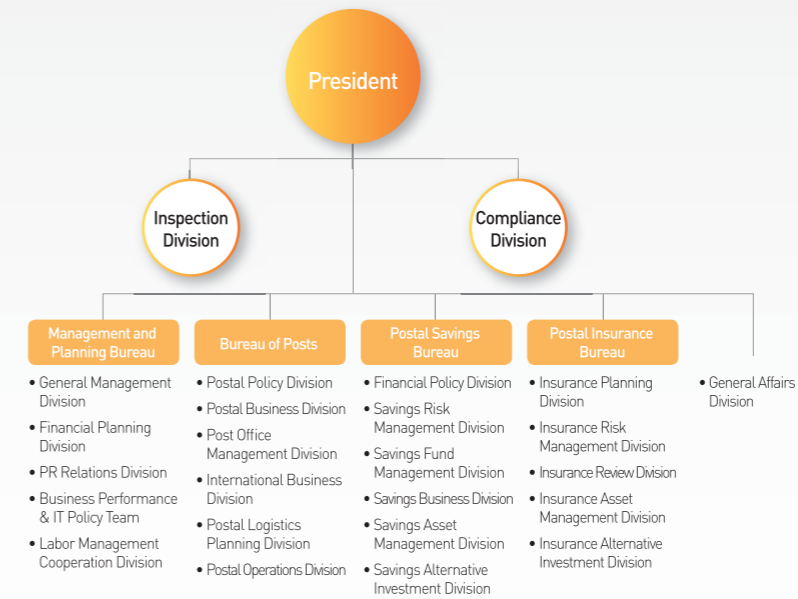 President
Inspection
Division
Compliance
Division
Management and
Planning Bureau
• General Management
Division
• Financial Planning
Division
• PR Relations Division
• Business Performance
& IT Policy Team
• Labor Management
Cooperation Division
Bureau of Posts
• Postal Policy Division
• Postal Business Division
• Post Office
Management Division
• International Business
Division
• Postal Logistics
Planning Division
• Postal Operations Division
Postal Savings
Bureau
• Financial Policy Division
• Savings Risk
Management Division
• Savings Fund
Management Division
• Savings Business Division
• Savings Asset
Management Division
• Savings Alternative
Investment Division
Postal Insurance
Bureau
• Insurance Planning
Division
• Insurance Risk
Management Division
• Insurance Review Division
• Insurance Asset
Management Division
• Insurance Alternative
Investment Division
• General Affairs
Division